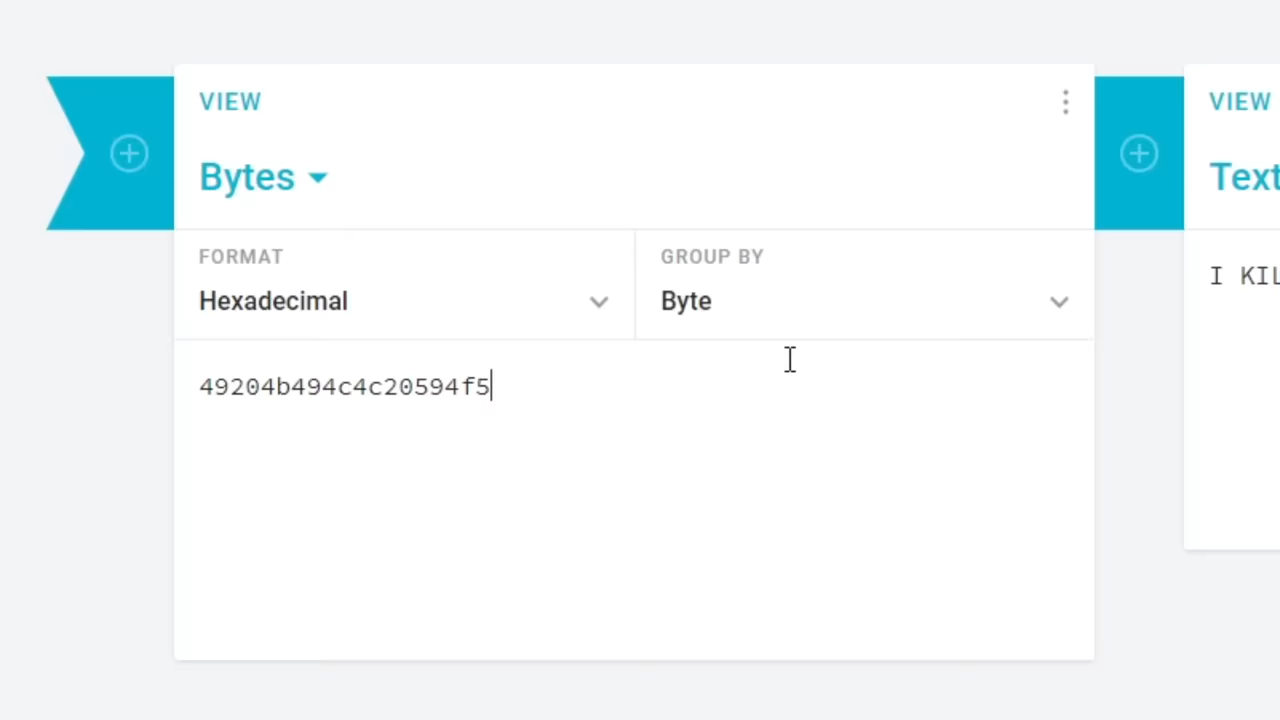 VIEW
Bytes
FORMAT
Hexadecimal
GROUP BY
Byte
49204b494c4c20594f5
VIEW
Text
I KIL